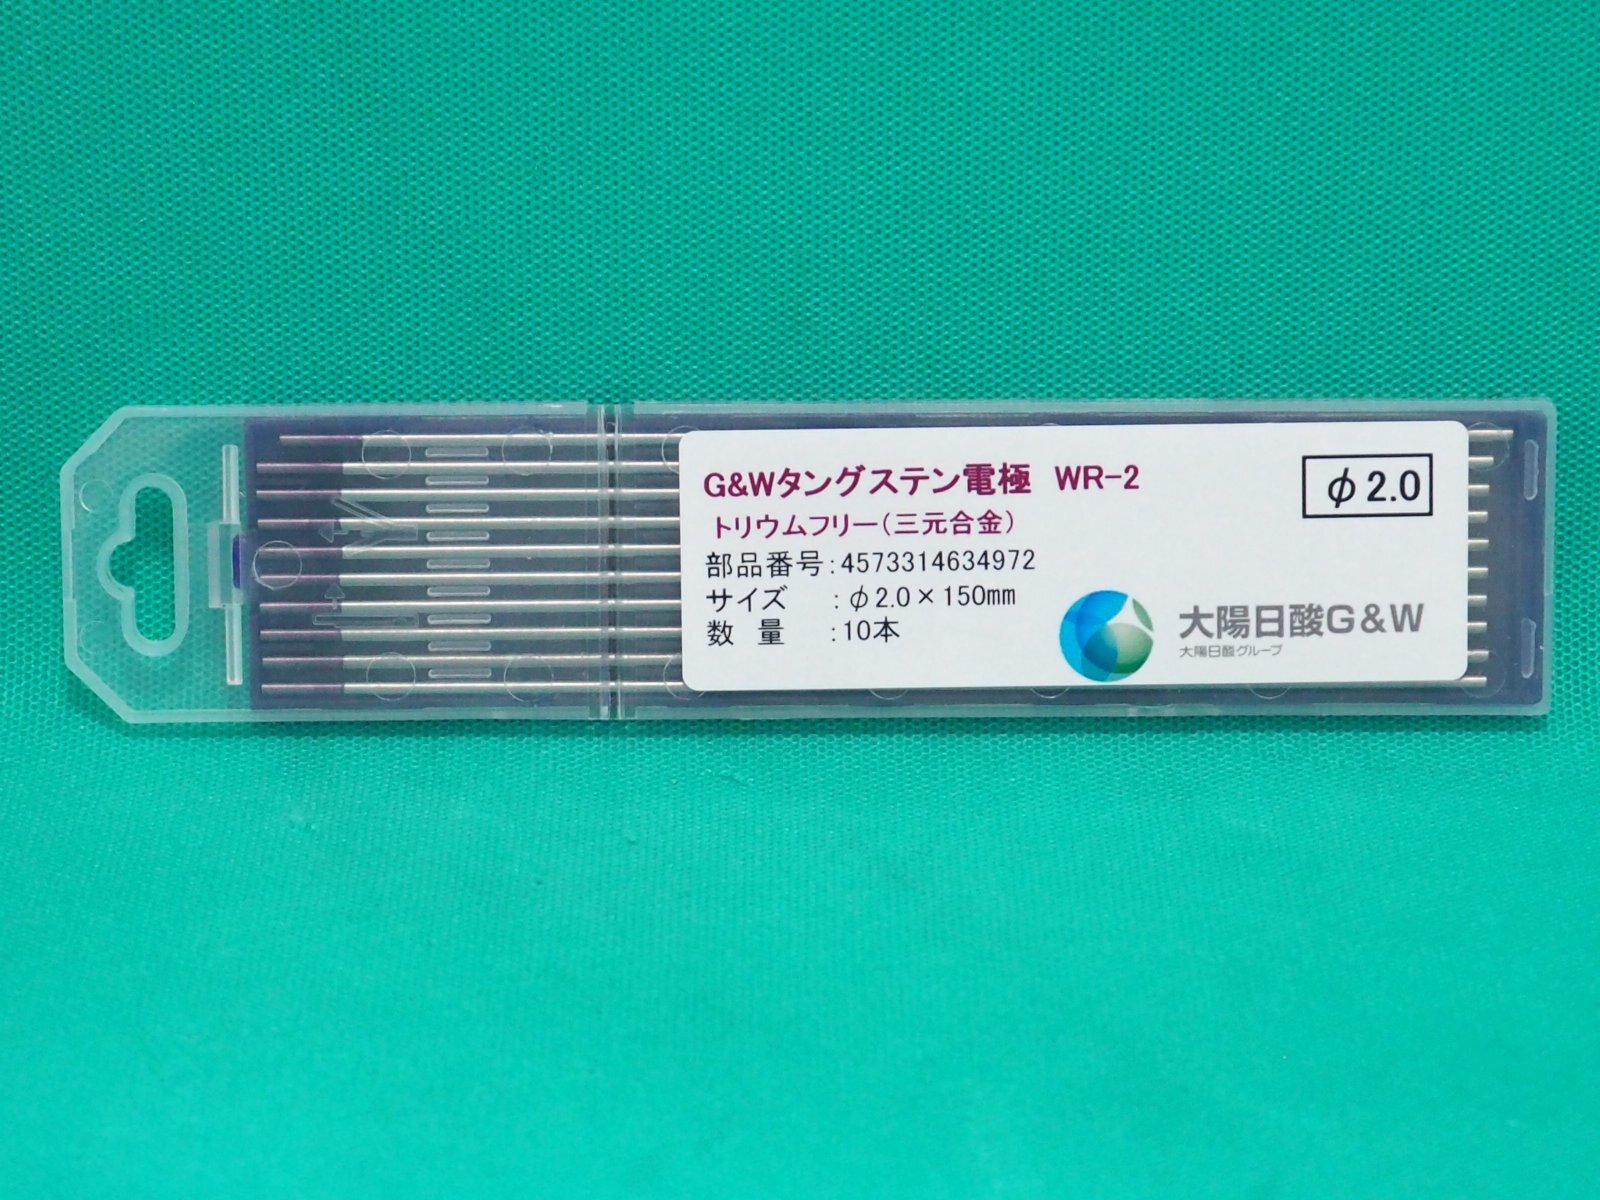 G&Wタングステン電極 WR-2
φ2.0
トリウムフリー(三元合金)
部品番号:4573314634972
サイズ :φ2.0×150mm
数 量 :10本
大陽日酸G&W
大陽日酸グループ